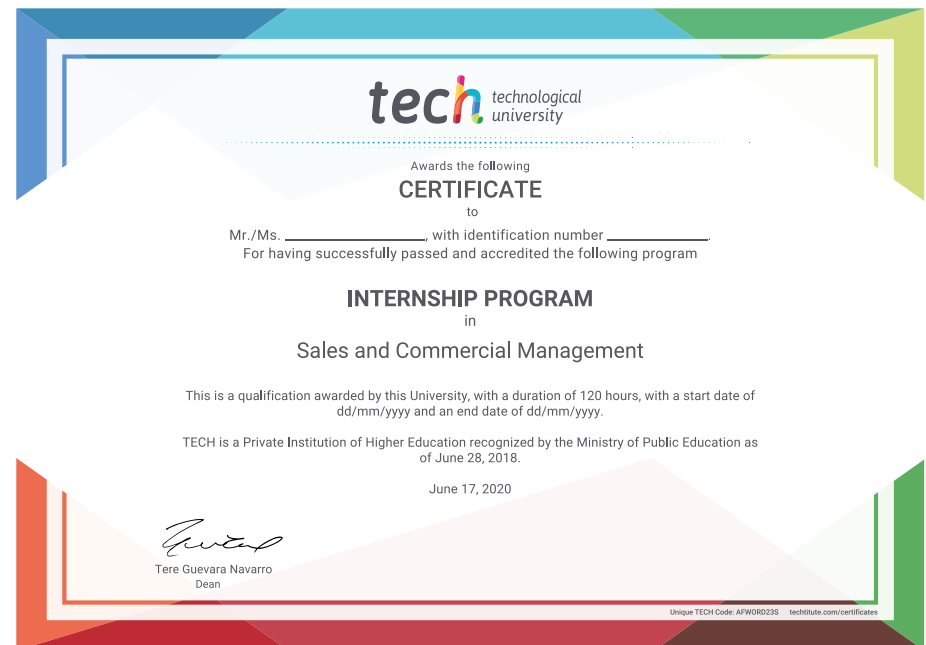 tech technological
university
Awards the following
CERTIFICATE
to
Mr./Ms. ____________________, with identification number ______________.
For having successfully passed and accredited the following program
INTERNSHIP PROGRAM
in
Sales and Commercial Management
This is a qualification awarded by this University, with a duration of 120 hours, with a start date of
dd/mm/yyyy and an end date of dd/mm/yyyy.
TECH is a Private Institution of Higher Education recognized by the Ministry of Public Education as
of June 28, 2018.
June 17, 2020
Tere Guevara Navarro
Dean
Unique TECH Code: AFWORD23S techtitute.com/certificates